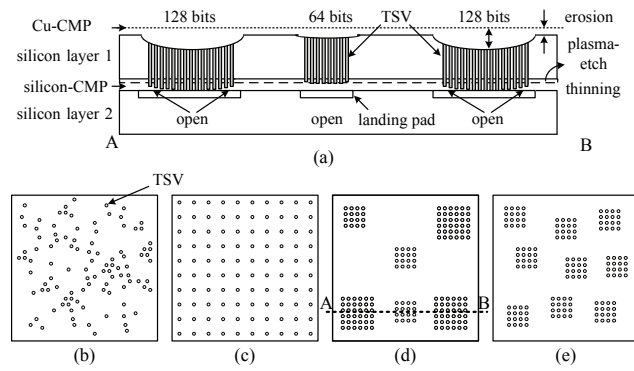 Cu-CMP
128 bits
64 bits
TSV
128 bits
erosion
silicon layer 1
plasma-
etch
silicon-CMP
thinning
silicon layer 2
open
open
landing pad
open
A
B
(a)
TSV
A
B
(b)
(c)
(d)
(e)